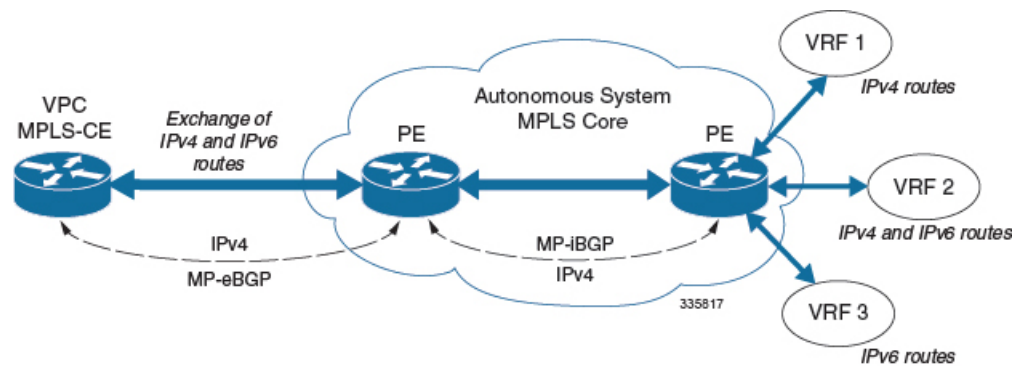 VPC
MPLS-CE
Exchange of
IPv4 and IPv6
routes
PE
Autonomous System
MPLS Core
PE
VRF 1
IPv4 routes
VRF 2
IPv4 and IPv6 routes
VRF 3
IPv6 routes
IPv4
MP-eBGP
MP-iBGP
IPv4
335817